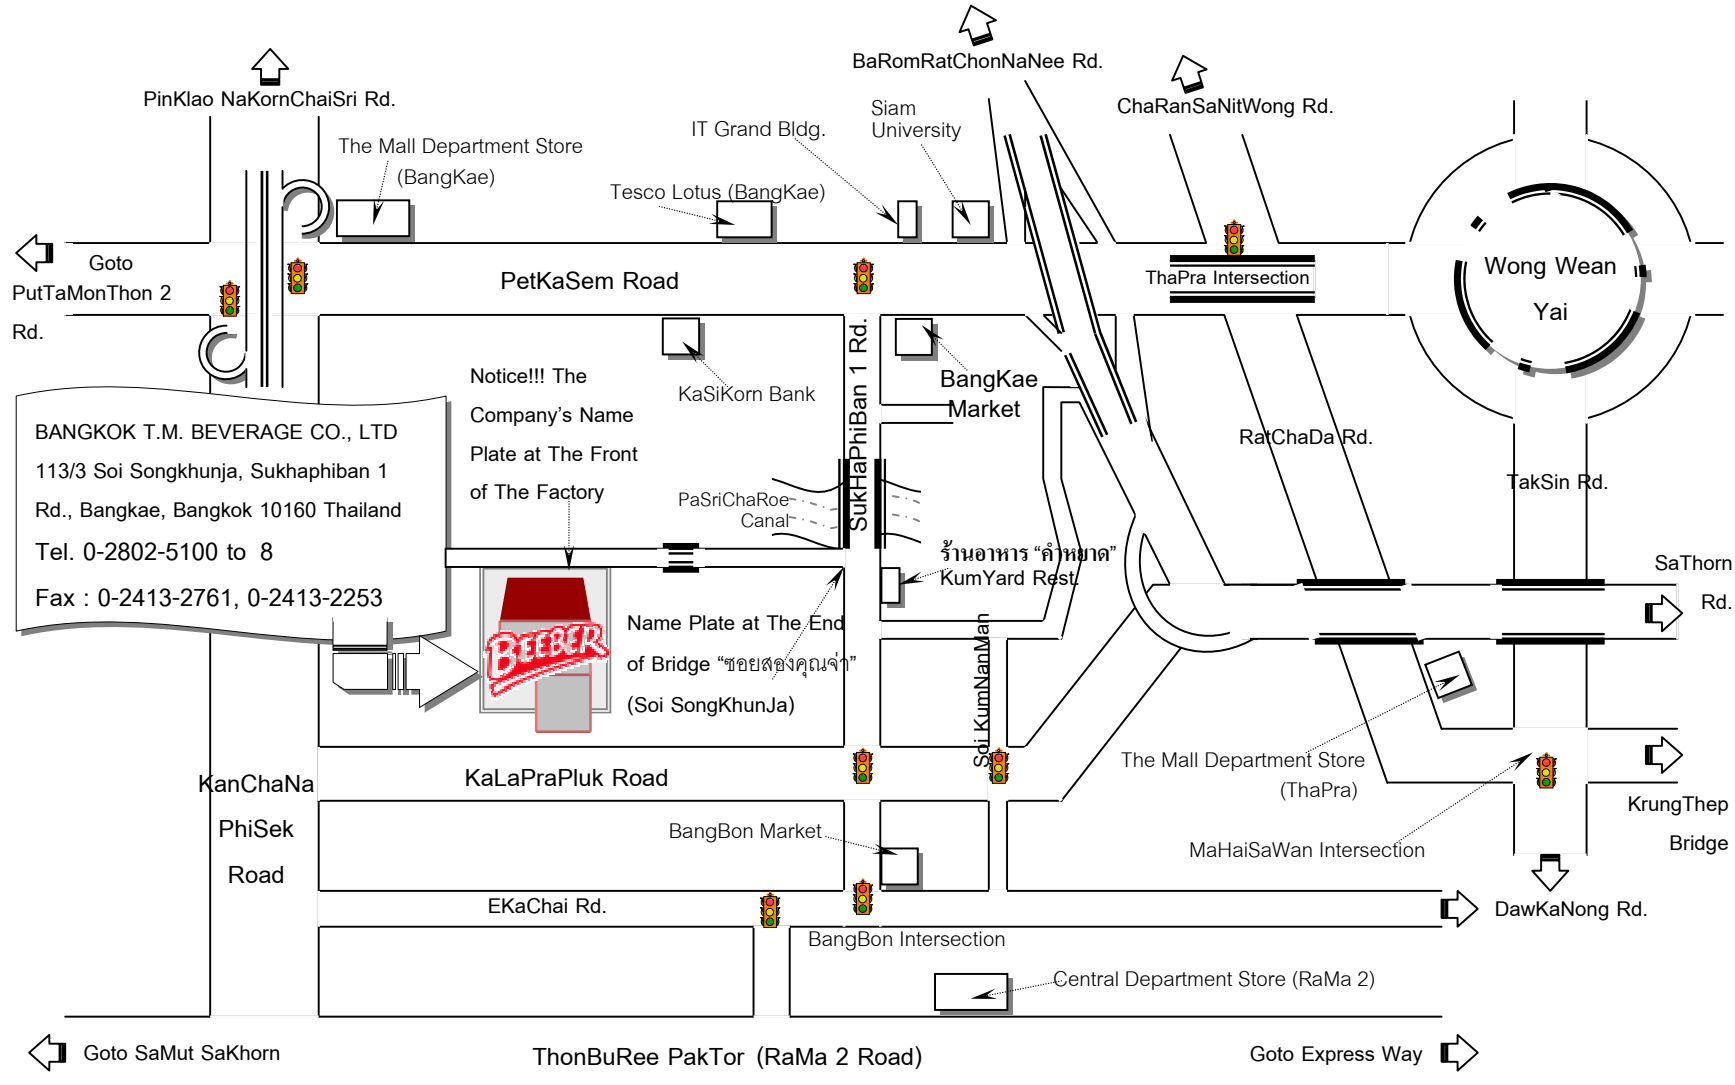 BaRomRatChonNaNee Rd.
PinKlao NaKornChaiSri Rd.
ChaRanSaNitWong Rd.
Siam
University
IT Grand Bldg.
The Mall Department Store
(BangKae)
Tesco Lotus (BangKae)
Goto
PutTaMonThon 2
Rd.
PetKaSem Road
ThaPra Intersection
Wong Wean
Yai
SukHaPhiBan 1 Rd.
BangKae
Market
KaSiKorn Bank
Notice!!! The
Company's Name
Plate at The Front
of The Factory
BANGKOK T.M. BEVERAGE CO., LTD
113/3 Soi Songkhunja, Sukhaphiban 1
Rd., Bangkae, Bangkok 10160 Thailand
Tel. 0-2802-5100 to 8
Fax : 0-2413-2761, 0-2413-2253
RatChaDa Rd.
TakSin Rd.
PaSriChaRoe
Canal
ร้านอาหาร “คำหยาด”
KumYard Rest.
SaThorn
Rd.
BEEBER
Name Plate at The End
of Bridge “ซอยสองคุณจ่า”
(Soi SongKhunJa)
Soi KumNanMan
KanChaNa
PhiSek
Road
KaLaPraPluk Road
The Mall Department Store
(ThaPra)
KrungThep
Bridge
BangBon Market
MaHaiSaWan Intersection
EKaChai Rd.
DawKaNong Rd.
BangBon Intersection
Central Department Store (RaMa 2)
Goto SaMut SaKhorn
ThonBuRee PakTor (RaMa 2 Road)
Goto Express Way